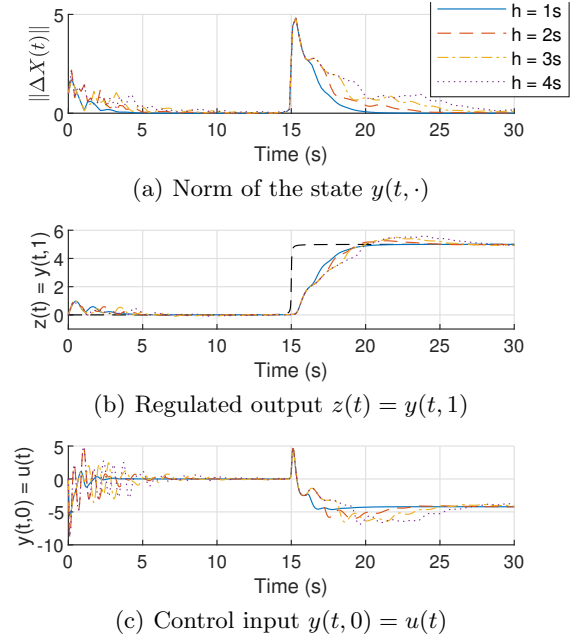 5
0
||ΔX(t)||
h = 1s
h = 2s
h = 3s
h = 4s
0 5 10 15 20 25 30
Time (s)
(a) Norm of the state y(t, ·)
6
4
2
0
z(t) = y(t,1)
0 5 10 15 20 25 30
Time (s)
(b) Regulated output z(t) = y(t, 1)
5
0
-5
-10
y(t,0) = u(t)
0 5 10 15 20 25 30
Time (s)
(c) Control input y(t, 0) = u(t)